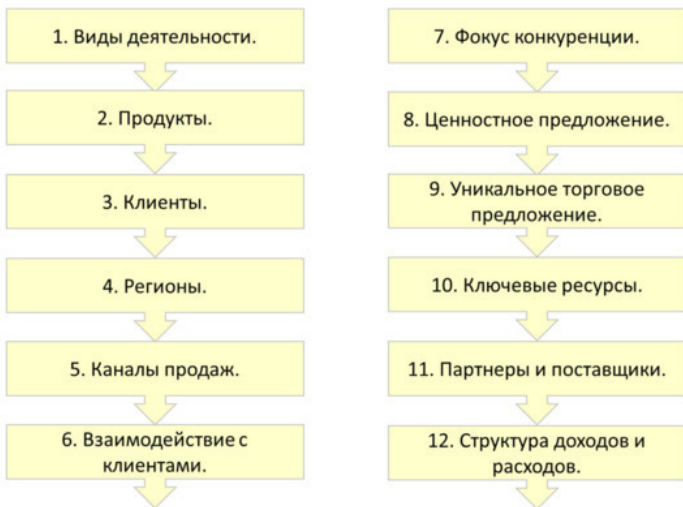 1. Виды деятельности.
2. Продукты.
3. Клиенты.
4. Регионы.
5. Каналы продаж.
6. Взаимодействие с
клиентами.
7. Фокус конкуренции.
8. Ценностное предложение.
9. Уникальное торговое
предложение.
10. Ключевые ресурсы.
11. Партнеры и поставщики.
12. Структура доходов и
расходов.